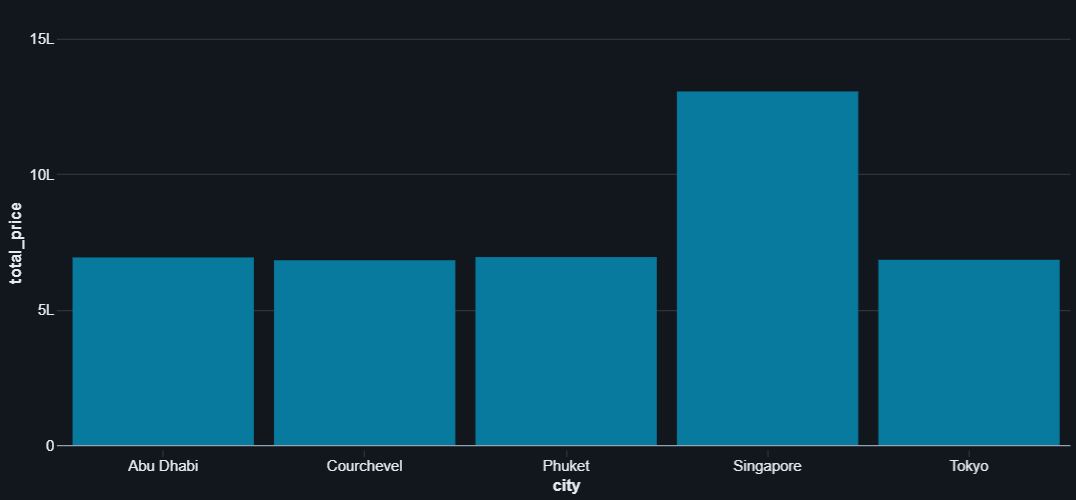 15L
10L
5L
0
total_price
Abu Dhabi
Courchevel
Phuket
Singapore
Tokyo
city